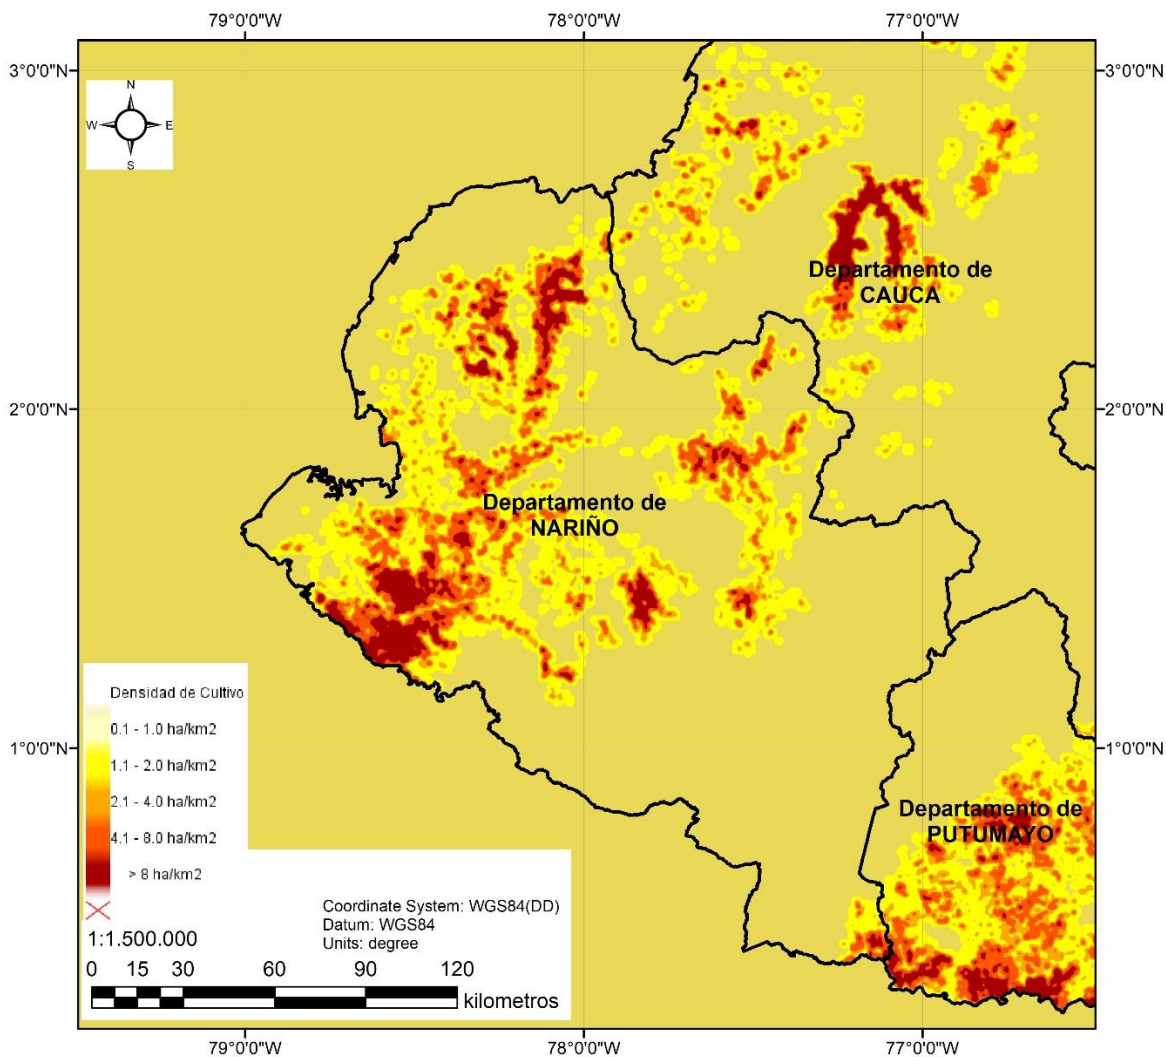 79°0'0"W
78°0'0"W
77°0'0"W
3°0'0"N
3°0'0"N
N
W
E
S
Departamento de
CAUCA
2°0'0"N
2°0'0"N
Departamento de
NARIÑO
Densidad de Cultivo
0.1 - 1.0 ha/km2
1.1 - 2.0 ha/km2
2.1 - 4.0 ha/km2
4.1 - 8.0 ha/km2
> 8 ha/km2
1°0'0"N
1°0'0"N
Departamento de
PUTUMAYO
Coordinate System: WGS84(DD)
Datum: WGS84
Units: degree
1:1.500.000
0 15 30 60 90 120
kilometros
79°0'0"W
78°0'0"W
77°0'0"W